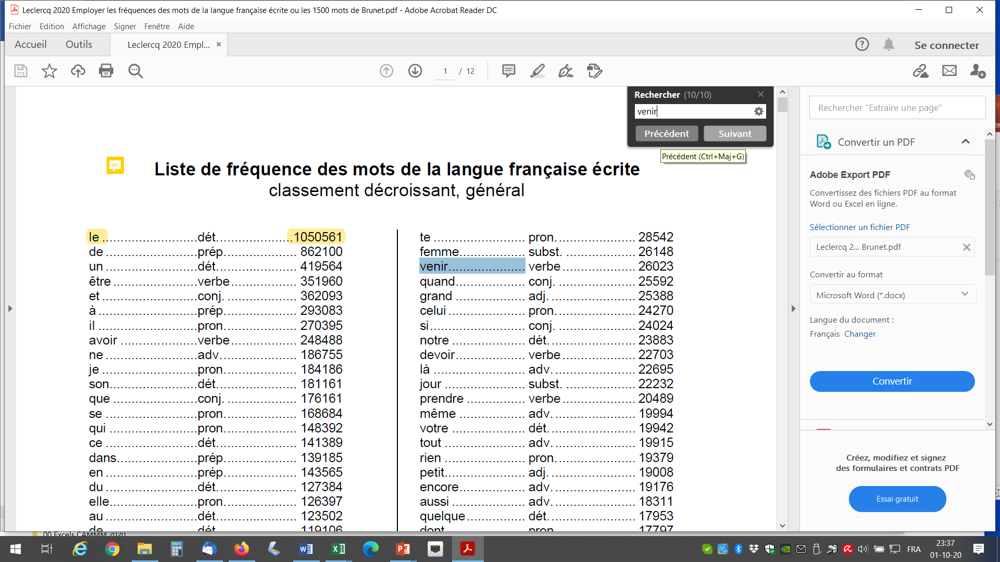 Leclercq 2020 Employer les fréquences des mots de la langue française écrite ou les 1500 mots de Brunet.pdf - Adobe Acrobat Reader DC
Fichier Edition Affichage Signer Fenêtre Aide
Accueil Outils Leclercq 2020 Empl... × Se connecter
1 / 12
Rechercher (10/10)
venir
Précédent Suivant
Précédent (Ctrl+Maj+G)
Liste de fréquence des mots de la langue française écrite
classement décroissant, général
le ........................dét......................1050561
de ........................prép.................... 862100
un ........................dét...................... 419564
être ......................verbe.................. 351960
et .........................conj. ................... 362093
à ..........................prép.................... 293083
il ..........................pron.................... 270395
avoir ....................verbe.................. 248488
ne ........................adv..................... 186755
je .........................pron.................... 184186
son.......................dét...................... 181161
que ......................conj. ................... 176161
se ........................pron.................... 168684
qui .......................pron.................... 148392
ce ........................dét...................... 141389
dans.....................prép.................... 139185
en ........................prép.................... 143565
du ........................dét...................... 127384
elle.......................pron.................... 126397
au ........................dét...................... 123502
de ........................dét...................... 119106
te ........................ pron..................... 28542
femme................. subst. .................. 26148
venir.................... verbe ................... 26023
quand.................. conj. .................... 25592
grand .................. adj. ...................... 25388
celui .................... pron..................... 24270
si......................... conj. .................... 24024
notre ................... dét. ...................... 23883
devoir.................. verbe ................... 22703
là ........................ adv. ..................... 22695
jour ..................... subst. .................. 22232
prendre ............... verbe ................... 20489
même ................. adv. ..................... 19994
votre ................... dét. ...................... 19942
tout ..................... adv. ..................... 19915
rien ..................... pron..................... 19379
petit..................... adj. ...................... 19008
encore................. adv. ..................... 19176
aussi ................... adv. ..................... 18311
quelque............... dét. ...................... 17953
dont .................... pron..................... 17797
Rechercher "Extraire une page"
Convertir un PDF
Adobe Export PDF
Convertissez des fichiers PDF au format
Word ou Excel en ligne.
Sélectionner un fichier PDF
Leclercq 2... Brunet.pdf
Convertir au format
Microsoft Word (*.docx)
Langue du document :
Français Changer
Convertir
Créez, modifiez et signez
des formulaires et contrats PDF
Essai gratuit
00 Excels CAMMM 2020
FRA
23:37
01-10-20